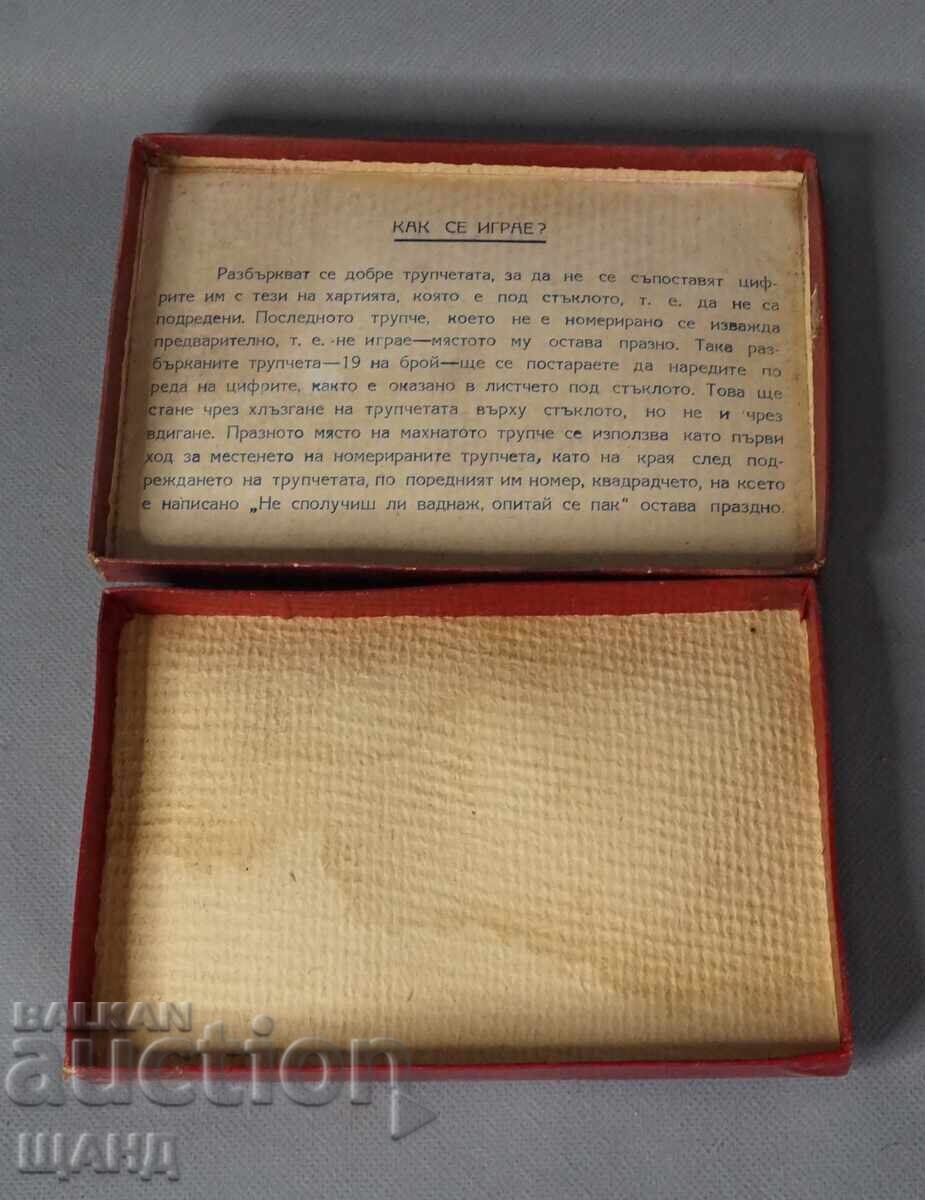 КАК СЕ ИГРАЕ?
Разбъркват се добре трупчетата, за да не се съпоставят циф-
рите им с тези на хартията, която е под стъклото, т. е. да не са
подредени. Последното трупче, което не е номерирано се изважда
предварително, т. е. -не играе—мястото му остава празно. Така раз-
бърканите трупчета—19 на брой—ще се постараете да наредите по
реда на цифрите, както е оказано в листчето под стъклото. Това ще
стане чрез хлъзгане на трупчетата върху стъклото, но не и чрез
вдигане. Празното място на махнатото трупче се използва като първи
ход за местенето на номерираните трупчета, като на края след под-
реждането на трупчетата, по поредният им номер, квадрадчето, на ксето
е написано „Не сполучиш ли ваднаж, опитай се пак" остава праздно.
BALKAN
auction
ЩАНД